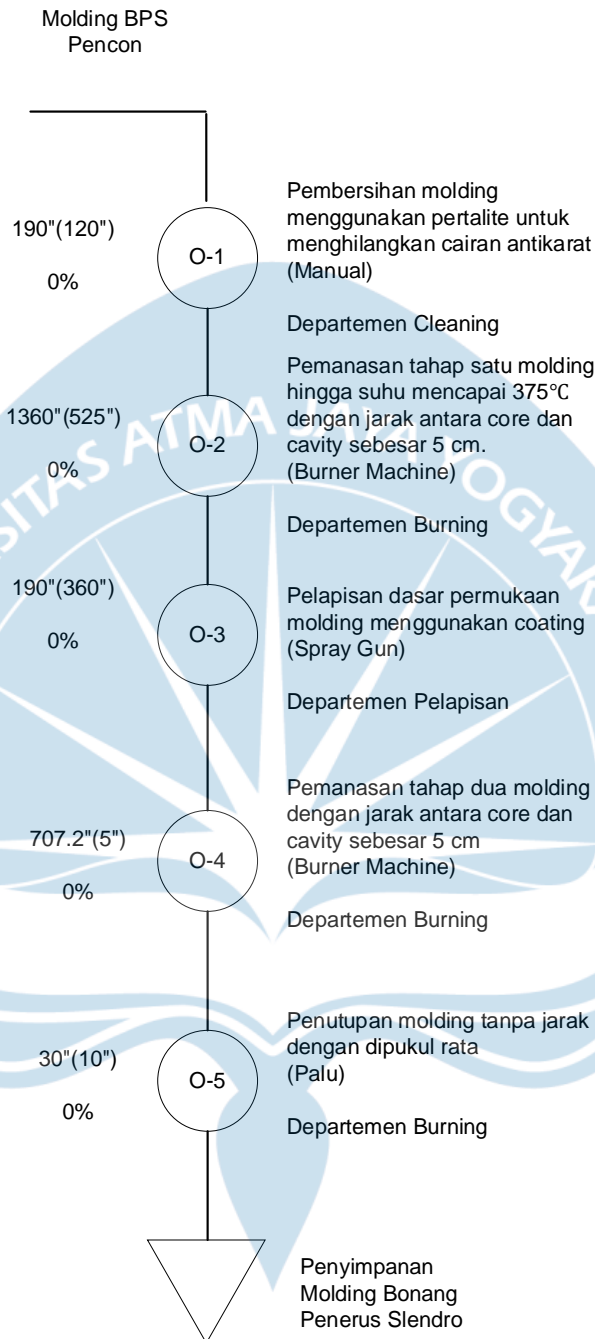 Molding BPS
Pencon
190"(120")
0%
O-1
Pembersihan molding
menggunakan pertalite untuk
menghilangkan cairan antikarat
(Manual)
Departemen Cleaning
1360"(525")
0%
O-2
Pemanasan tahap satu molding
hingga suhu mencapai 375℃
dengan jarak antara core dan
cavity sebesar 5 cm.
(Burner Machine)
Departemen Burning
190"(360")
0%
O-3
Pelapisan dasar permukaan
molding menggunakan coating
(Spray Gun)
Departemen Pelapisan
707.2"(5")
0%
O-4
Pemanasan tahap dua molding
dengan jarak antara core dan
cavity sebesar 5 cm
(Burner Machine)
Departemen Burning
30"(10")
0%
O-5
Penutupan molding tanpa jarak
dengan dipukul rata
(Palu)
Departemen Burning
Penyimpanan
Molding Bonang
Penerus Slendro
SITAS ATMA JAYA YOGYAKA